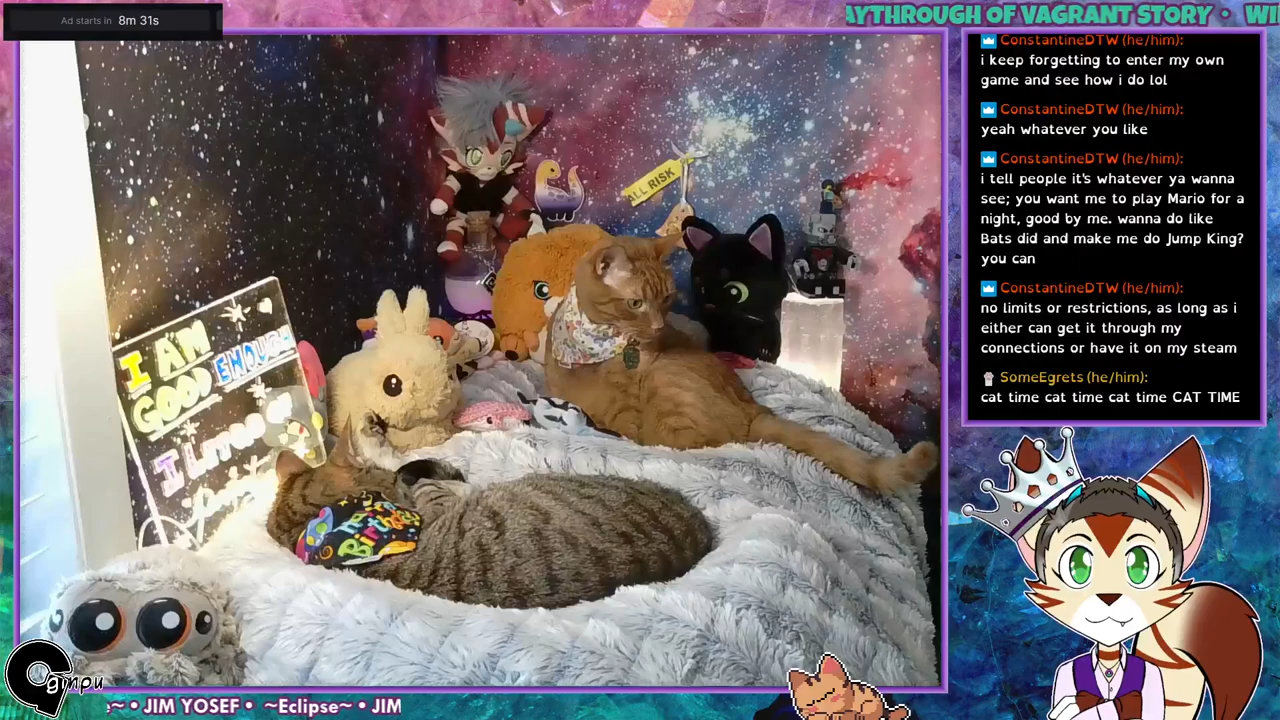 Ad starts in 8m 31s
AYTHROUGH OF VAGRANT STORY • WI
ConstantineDTW (he/him):
i keep forgetting to enter my own
game and see how i do lol
ConstantineDTW (he/him):
yeah whatever you like
ConstantineDTW (he/him):
i tell people it's whatever ya wanna
see; you want me to play Mario for a
night, good by me. wanna do like
Bats did and make me do Jump King?
you can
ConstantineDTW (he/him):
no limits or restrictions, as long as i
either can get it through my
connections or have it on my steam
SomeEgrets (he/him):
cat time cat time cat time CAT TIME
ALL RISK
I AM
GOOD ENOUGH
Birthday
ginpu
~ • JIM YOSEF • ~Eclipse~ • JIM